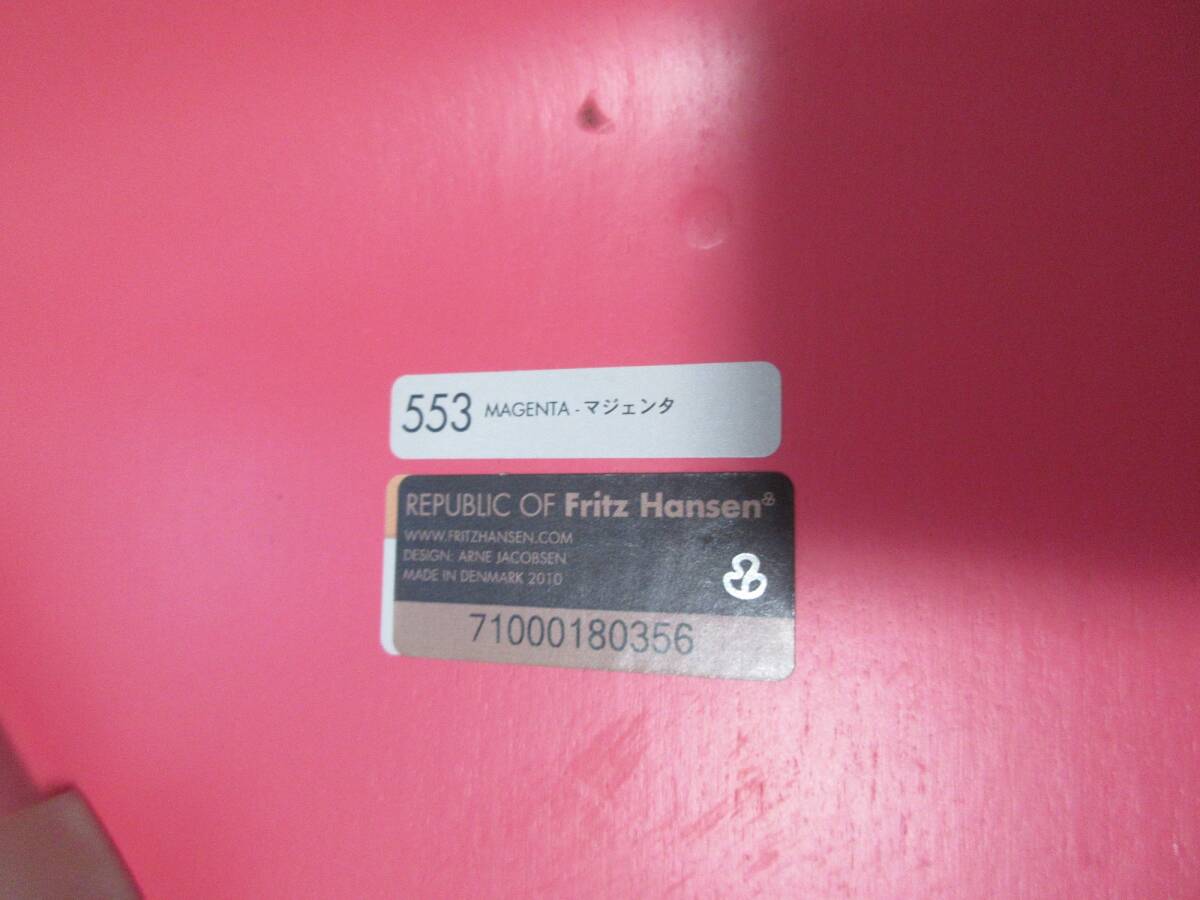 553 MAGENTA - マジェンタ
REPUBLIC OF Fritz Hansen
WWW.FRITZHANSEN.COM
DESIGN: ARNE JACOBSEN
MADE IN DENMARK 2010
71000180356